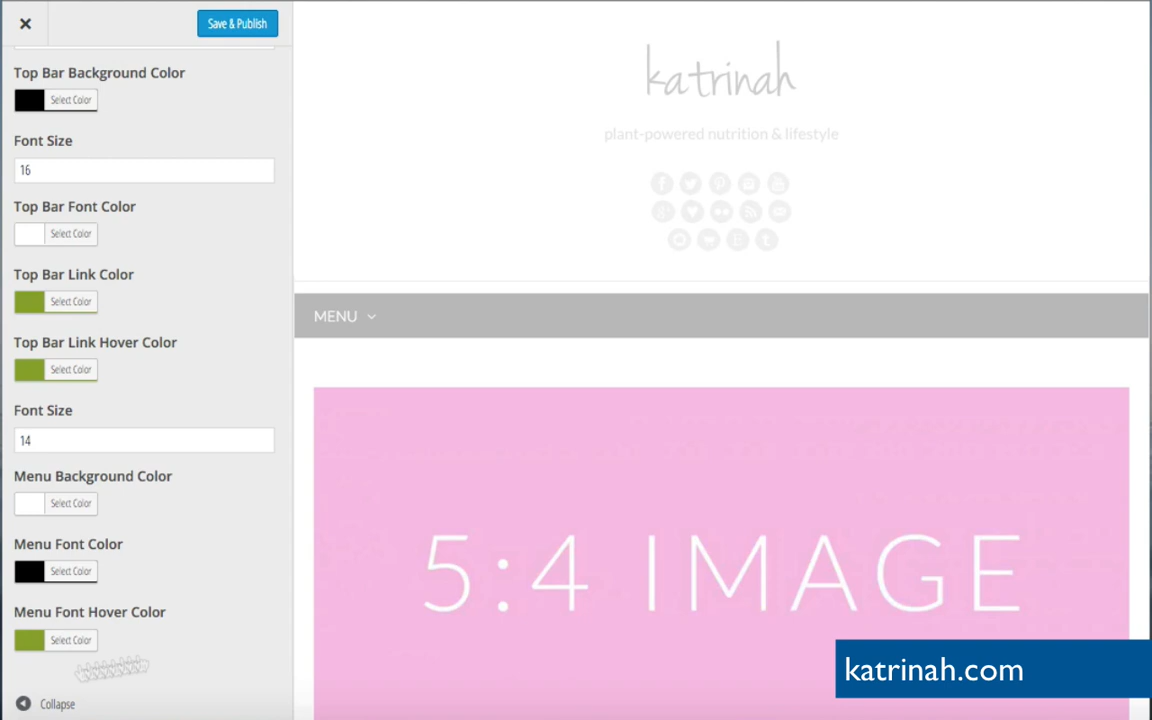 Save & Publish
Top Bar Background Color
Select Color
Font Size
16
Top Bar Font Color
Select Color
Top Bar Link Color
Select Color
Top Bar Link Hover Color
Select Color
Font Size
14
Menu Background Color
Select Color
Menu Font Color
Select Color
Menu Font Hover Color
Select Color
Collapse
katrinah
plant-powered nutrition & lifestyle
MENU
5:4 IMAGE
katrinah.com